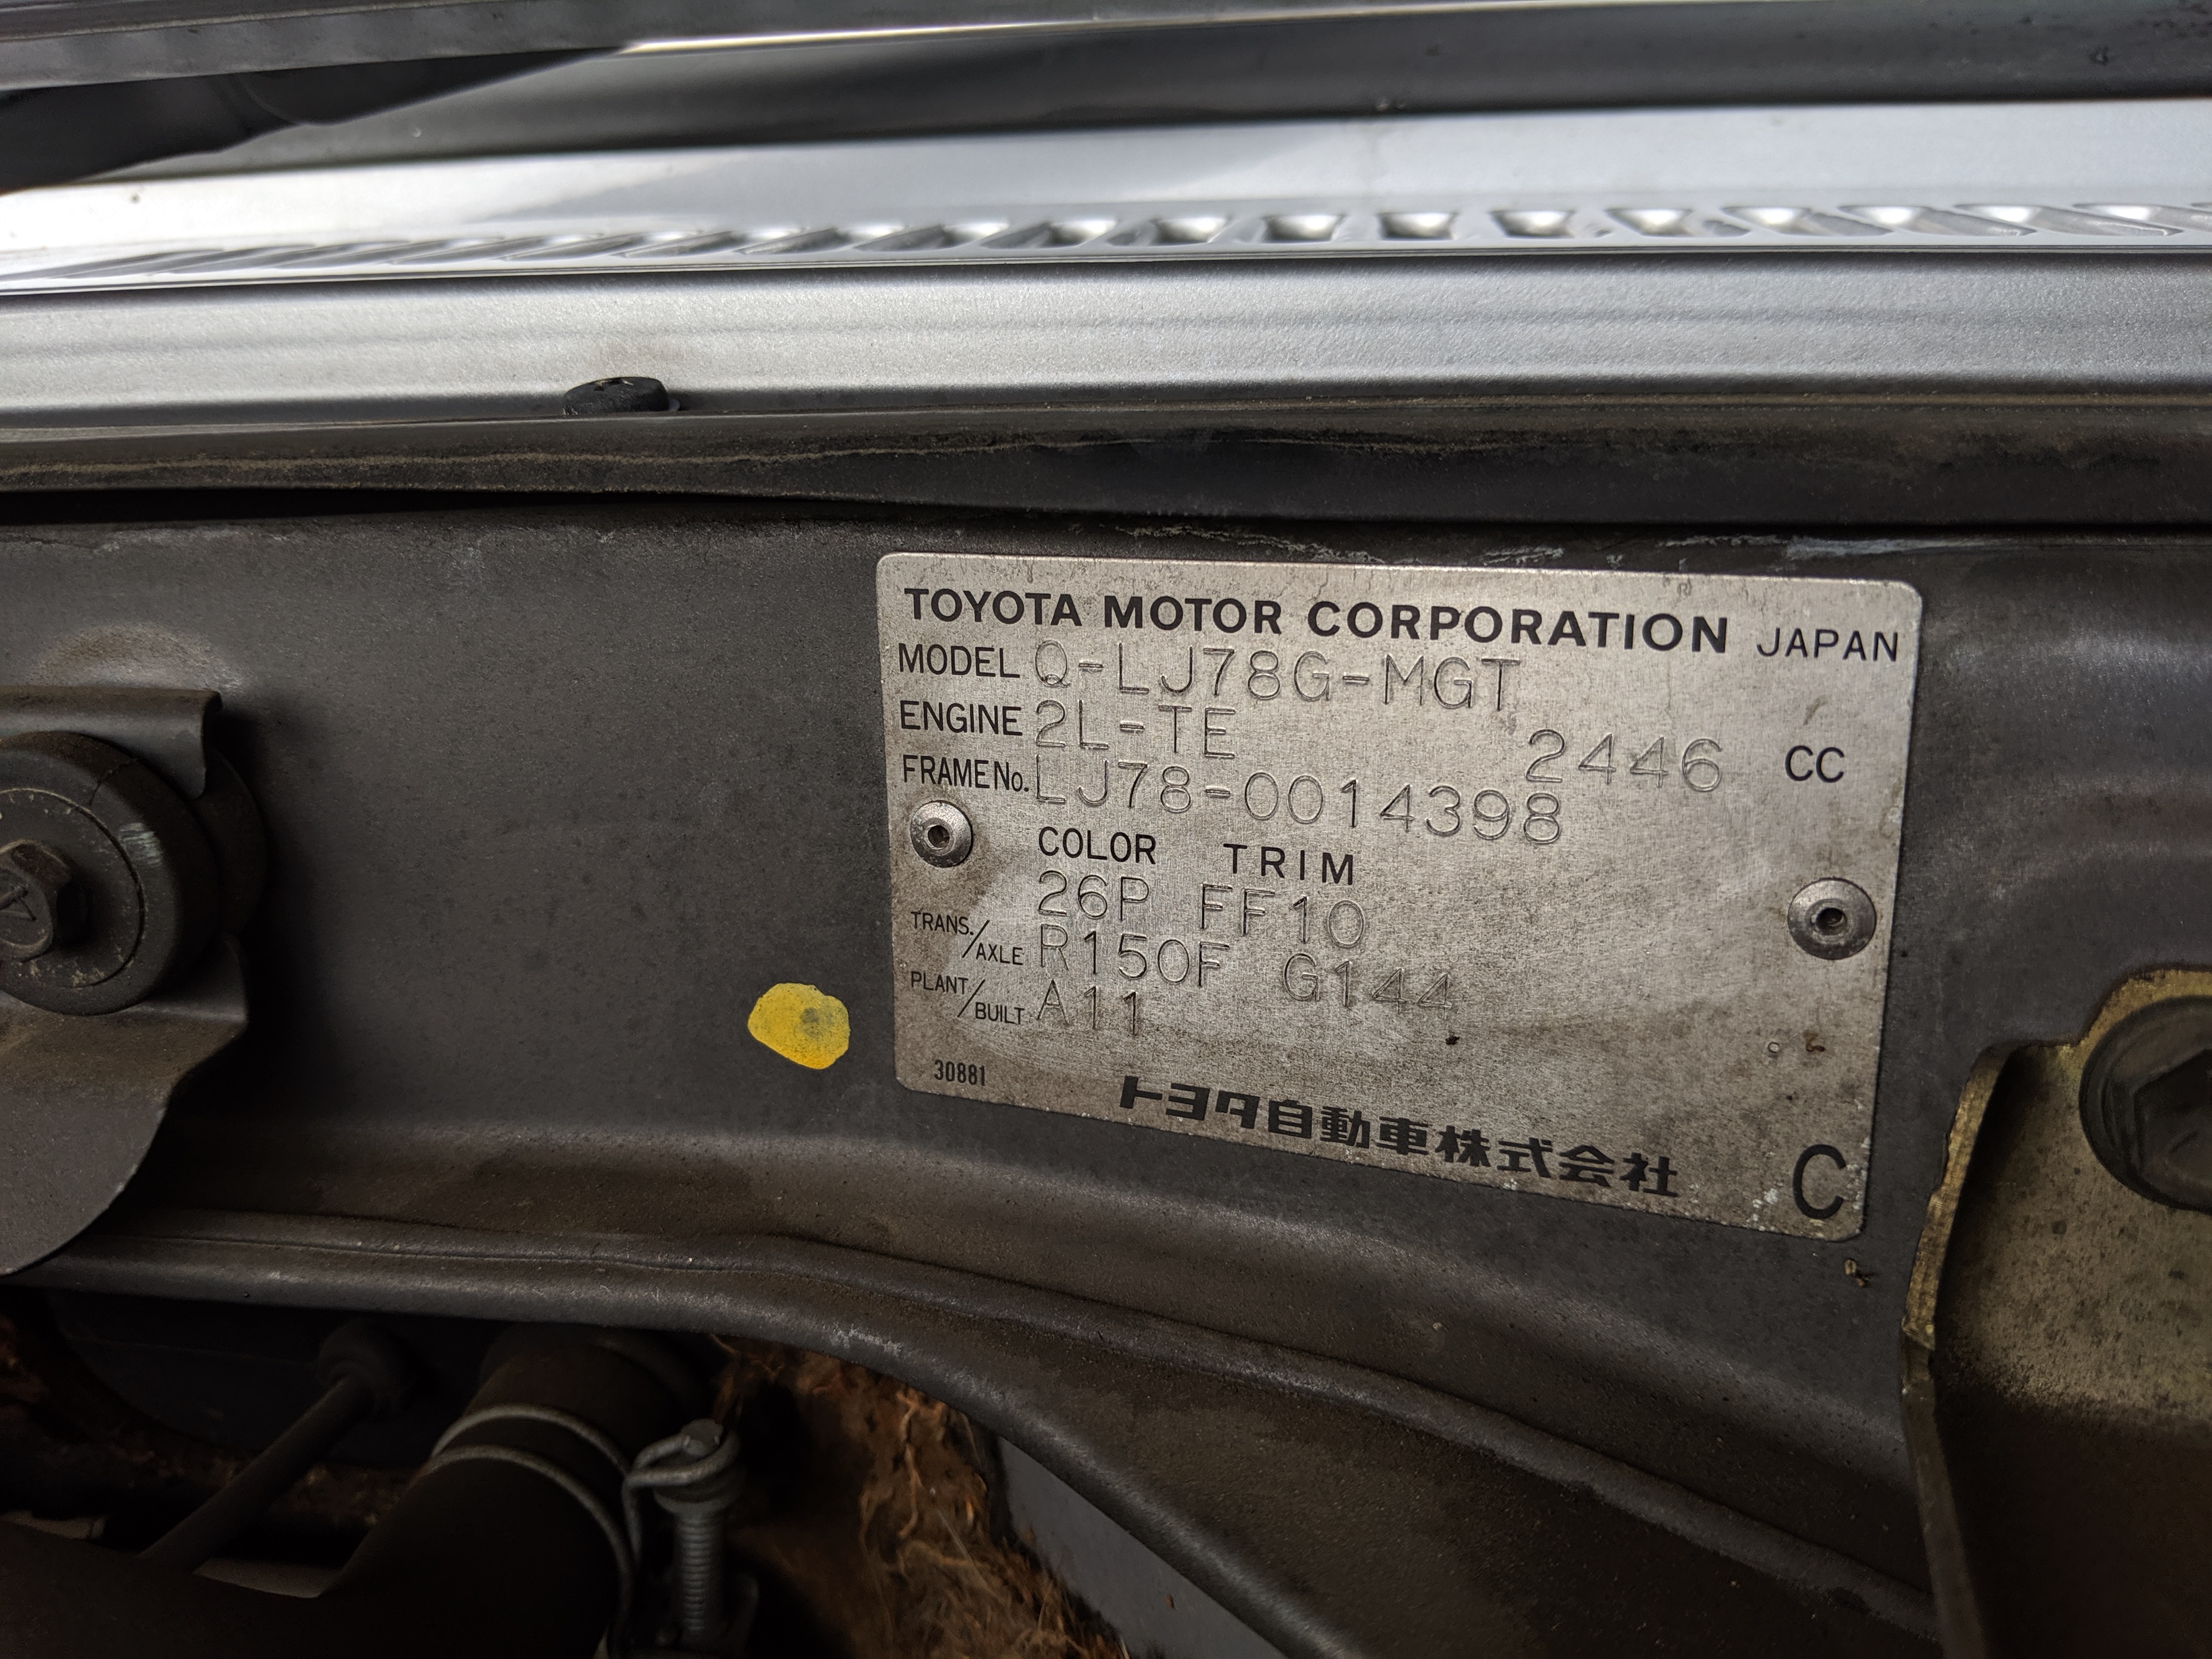 TOYOTA MOTOR CORPORATION JAPAN
MODEL Q-LJ78G-MGT
ENGINE 2L-TE 2446 CC
FRAME No. LJ78-0014398
COLOR TRIM
26P FF10
TRANS./AXLE R150F G144
PLANT/BUILT A11
30881
トヨタ自動車株式会社 C